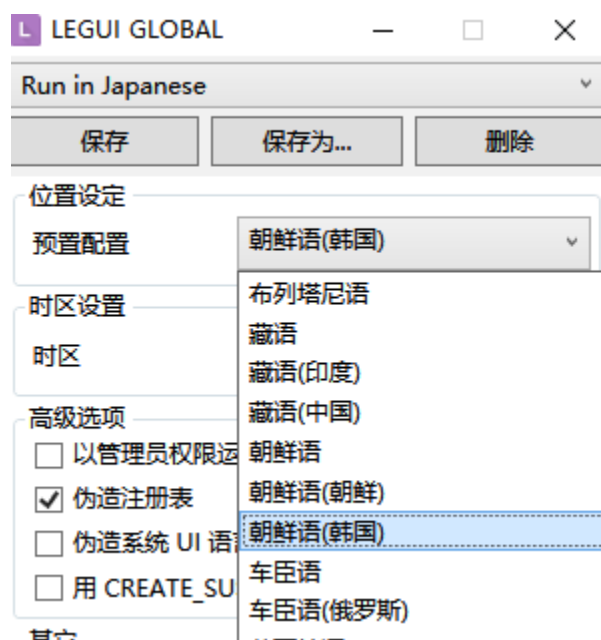 L LEGUI GLOBAL
Run in Japanese
保存 保存为... 删除
位置设定
预置配置 朝鲜语(韩国)
布列塔尼语
时区设置
藏语
时区
藏语(印度)
藏语(中国)
高级选项
朝鲜语
以管理员权限运
朝鲜语(朝鲜)
伪造注册表
朝鲜语(韩国)
伪造系统 UI 语
车臣语
用 CREATE_SU
车臣语(俄罗斯)
其它